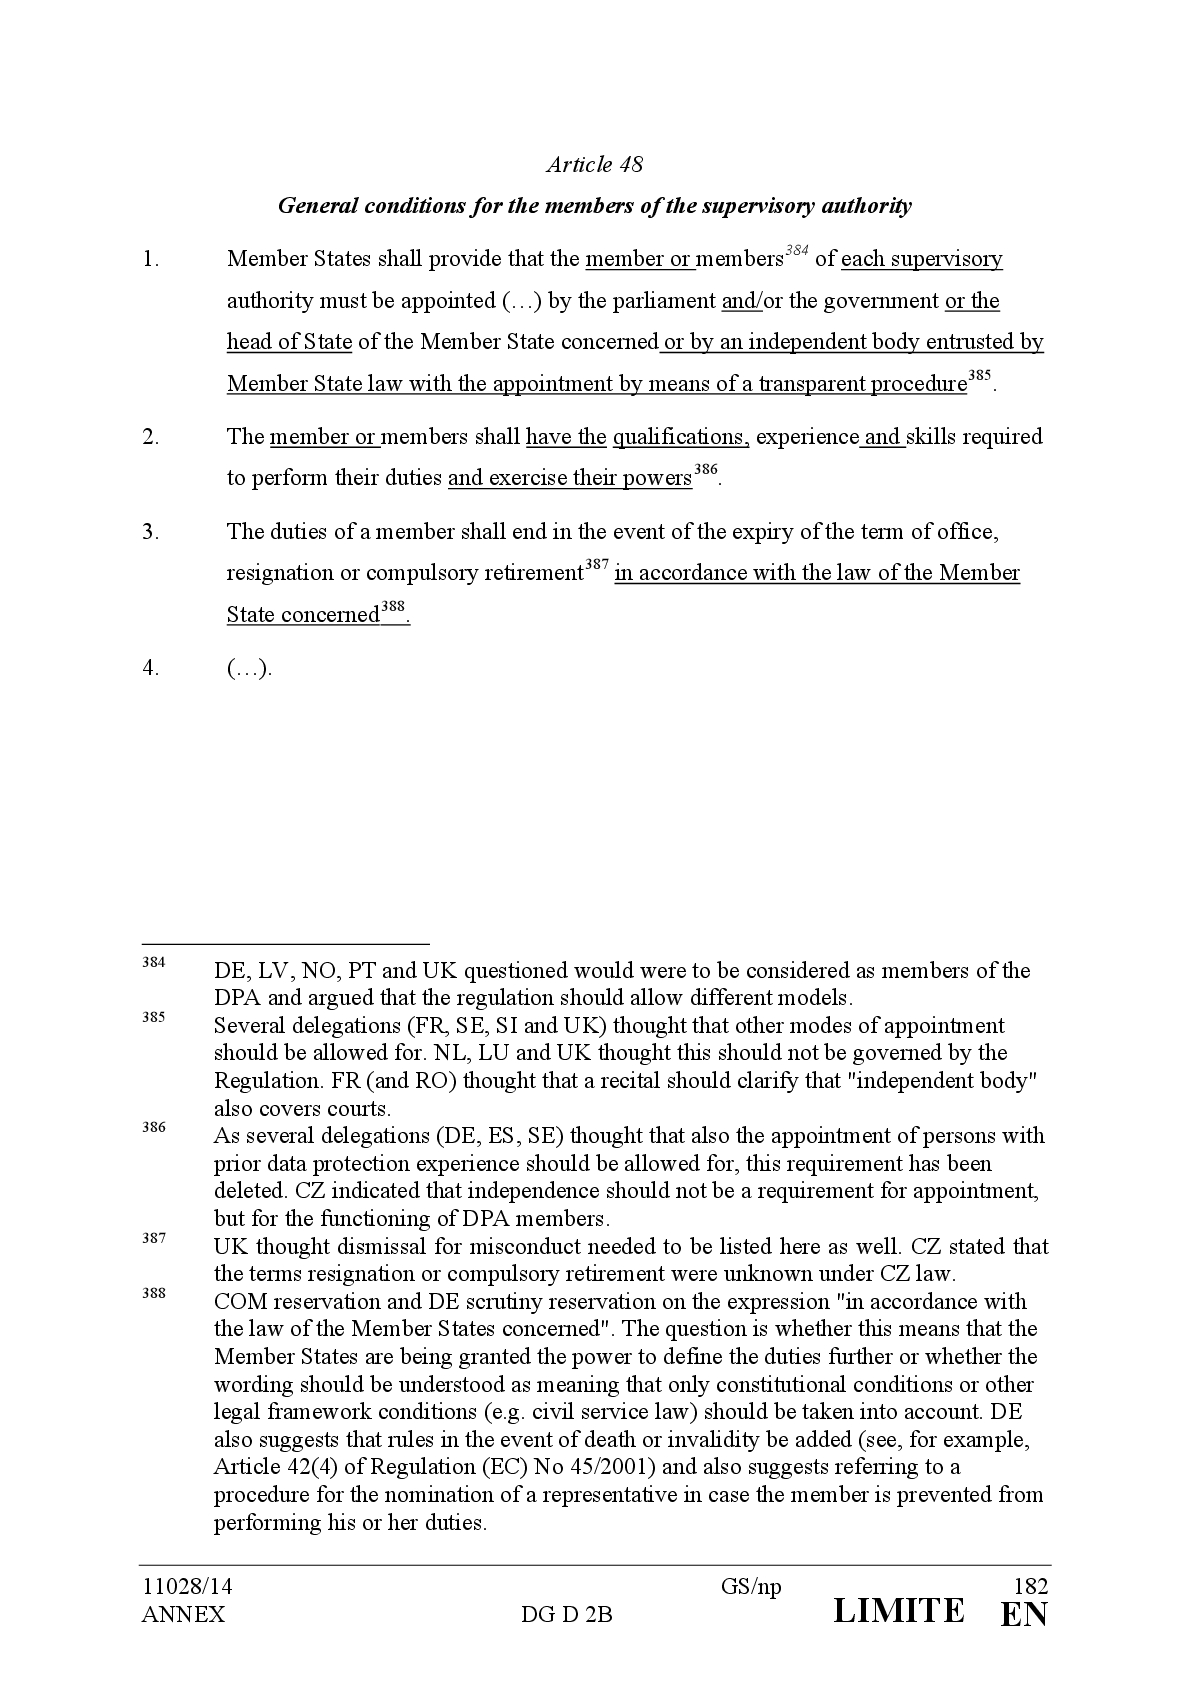 Article 48
General conditions for the members of the supervisory authority
1. Member States shall provide that the member or members384 of each supervisory
authority must be appointed (…) by the parliament and/or the government or the
head of State of the Member State concerned or by an independent body entrusted by
Member State law with the appointment by means of a transparent procedure385.
2. The member or members shall have the qualifications, experience and skills required
to perform their duties and exercise their powers386.
3. The duties of a member shall end in the event of the expiry of the term of office,
resignation or compulsory retirement387 in accordance with the law of the Member
State concerned388.
4. (…).
384 DE, LV, NO, PT and UK questioned would were to be considered as members of the
DPA and argued that the regulation should allow different models.
385 Several delegations (FR, SE, SI and UK) thought that other modes of appointment
should be allowed for. NL, LU and UK thought this should not be governed by the
Regulation. FR (and RO) thought that a recital should clarify that "independent body"
also covers courts.
386 As several delegations (DE, ES, SE) thought that also the appointment of persons with
prior data protection experience should be allowed for, this requirement has been
deleted. CZ indicated that independence should not be a requirement for appointment,
but for the functioning of DPA members.
387 UK thought dismissal for misconduct needed to be listed here as well. CZ stated that
the terms resignation or compulsory retirement were unknown under CZ law.
388 COM reservation and DE scrutiny reservation on the expression "in accordance with
the law of the Member States concerned". The question is whether this means that the
Member States are being granted the power to define the duties further or whether the
wording should be understood as meaning that only constitutional conditions or other
legal framework conditions (e.g. civil service law) should be taken into account. DE
also suggests that rules in the event of death or invalidity be added (see, for example,
Article 42(4) of Regulation (EC) No 45/2001) and also suggests referring to a
procedure for the nomination of a representative in case the member is prevented from
performing his or her duties.
11028/14 GS/np 182
ANNEX DG D 2B LIMITE EN